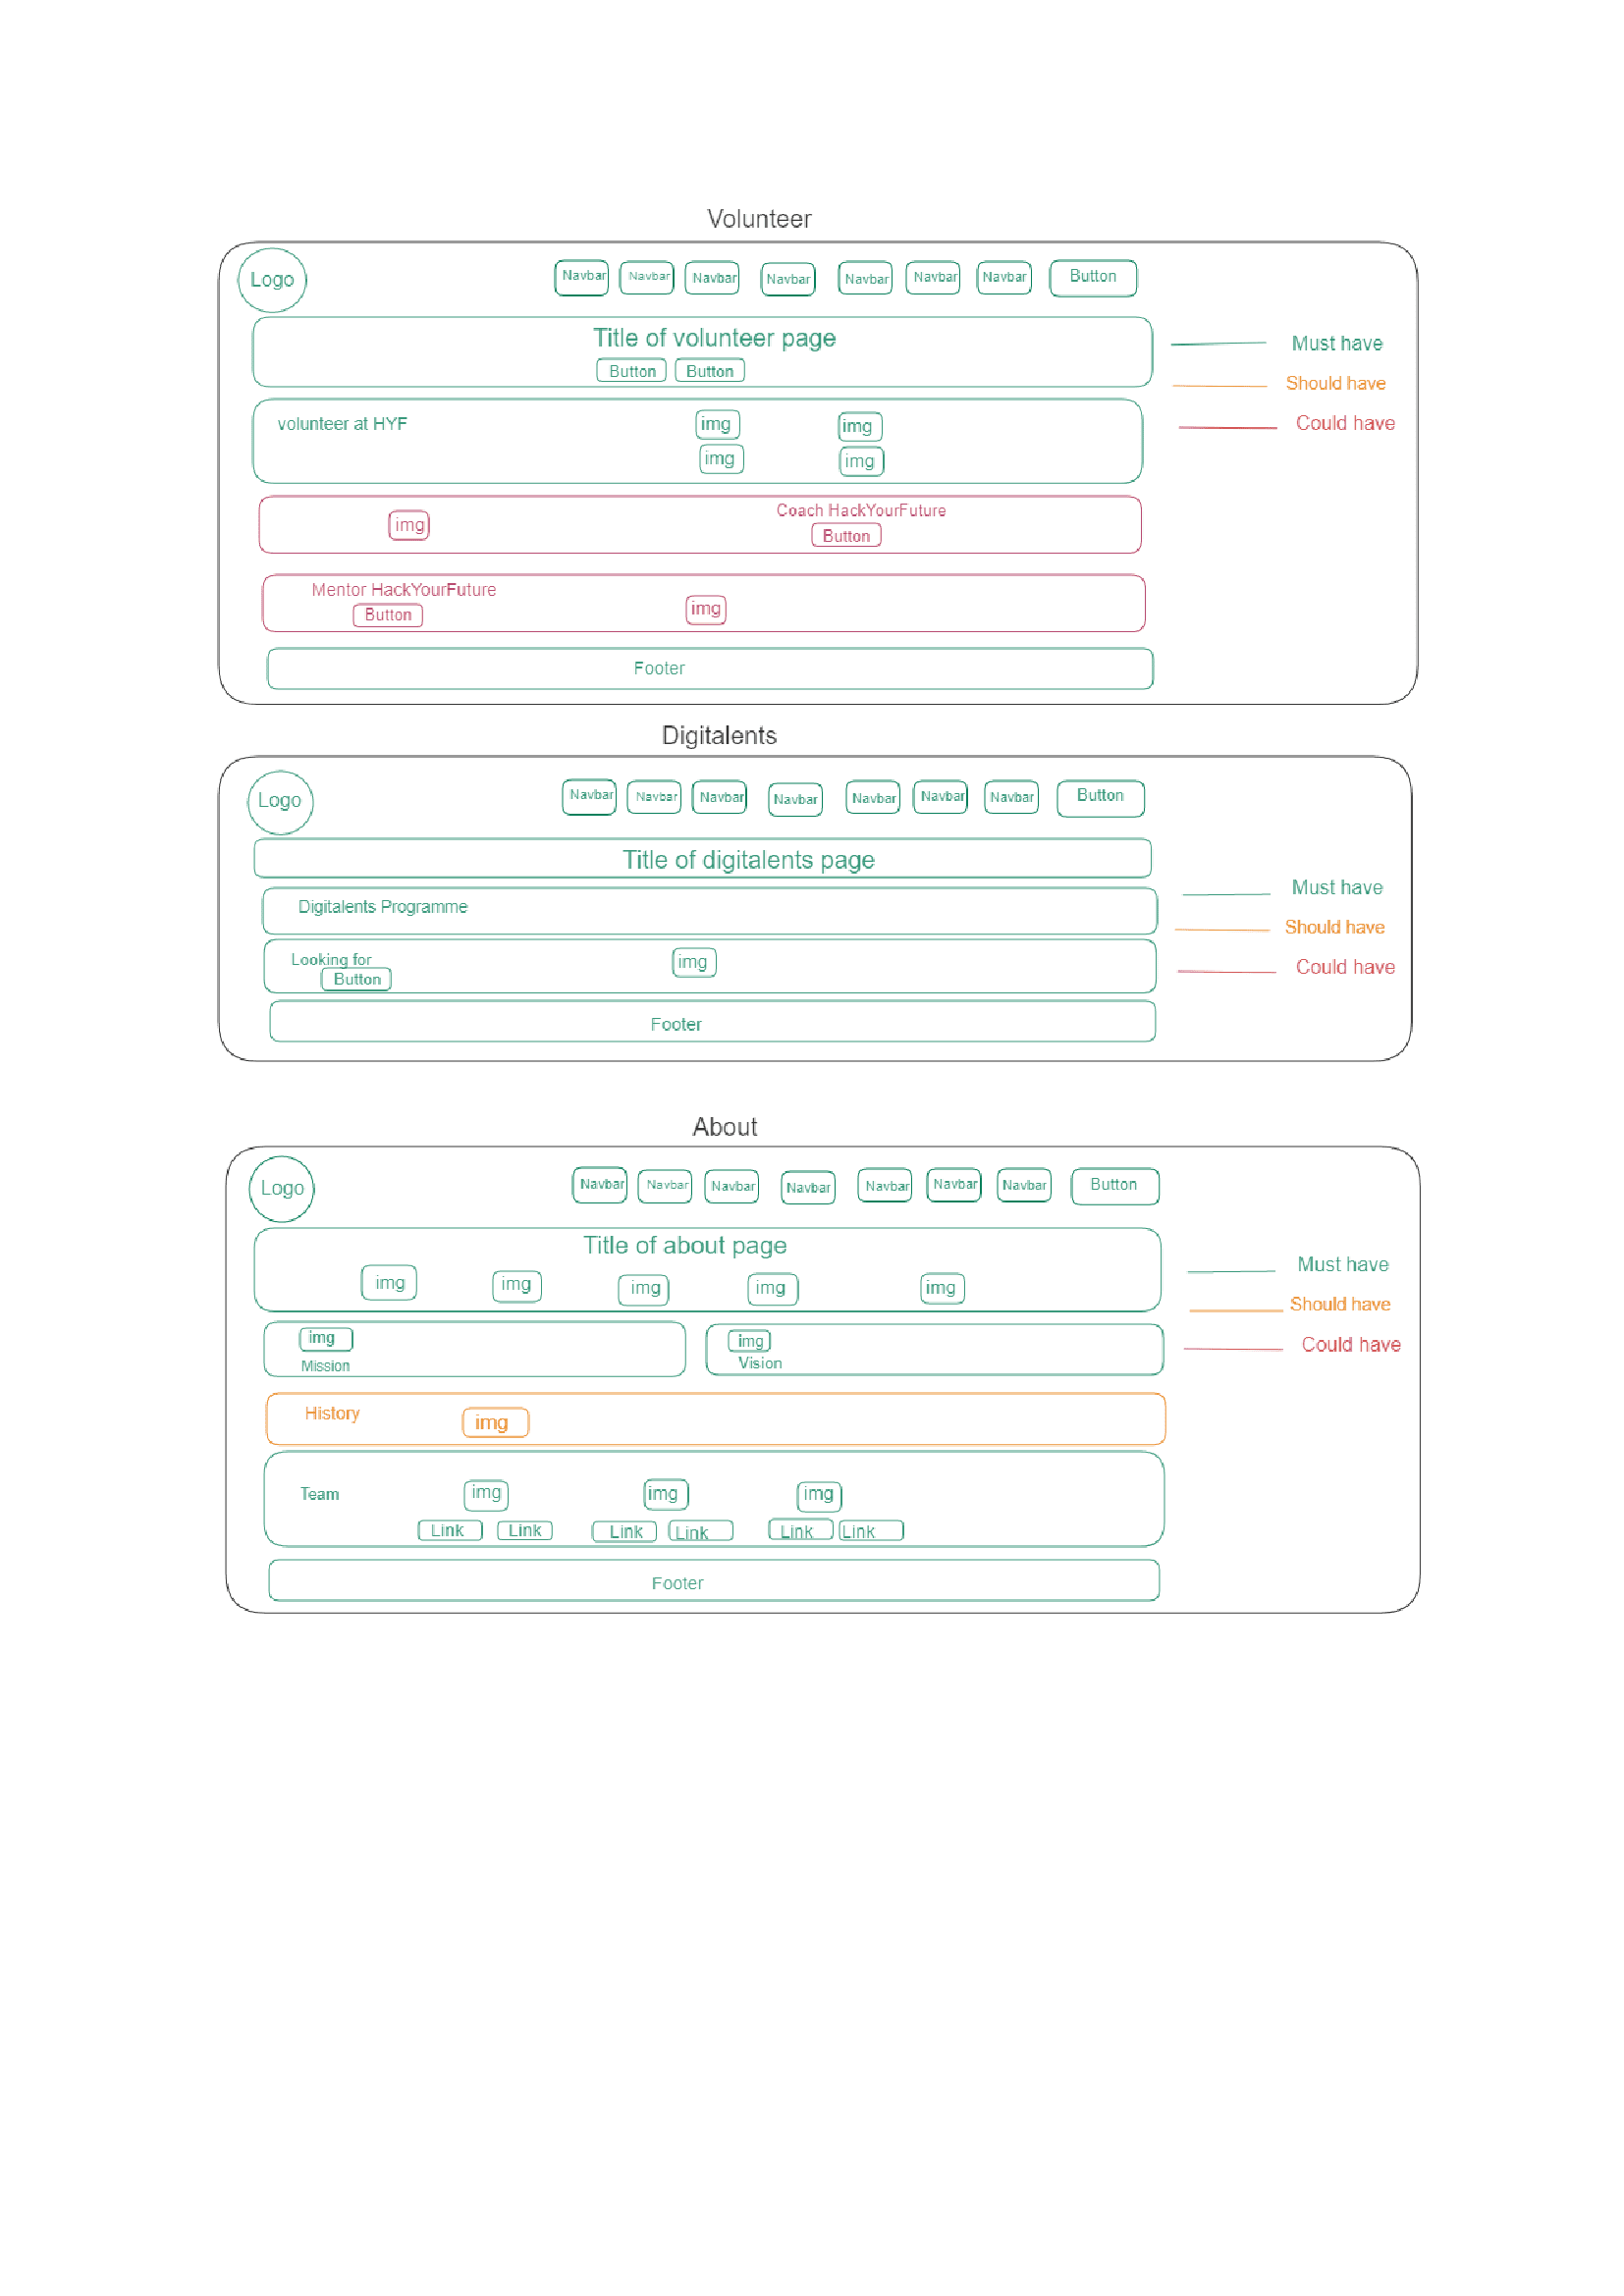 Volunteer
Logo
Navbar Navbar Navbar Navbar Navbar Navbar Navbar Button
Title of volunteer page
Button Button
Must have
Should have
Could have
volunteer at HYF
img img
img img
img
Coach HackYourFuture
Button
Mentor HackYourFuture
Button
img
Footer
Digitalents
Logo
Navbar Navbar Navbar Navbar Navbar Navbar Navbar Button
Title of digitalents page
Must have
Should have
Could have
Digitalents Programme
Looking for
Button
img
Footer
About
Logo
Navbar Navbar Navbar Navbar Navbar Navbar Navbar Button
Title of about page
img img img img img
Must have
Should have
Could have
img
Mission
img
Vision
History
img
Team
img img img
Link Link Link Link Link Link
Footer